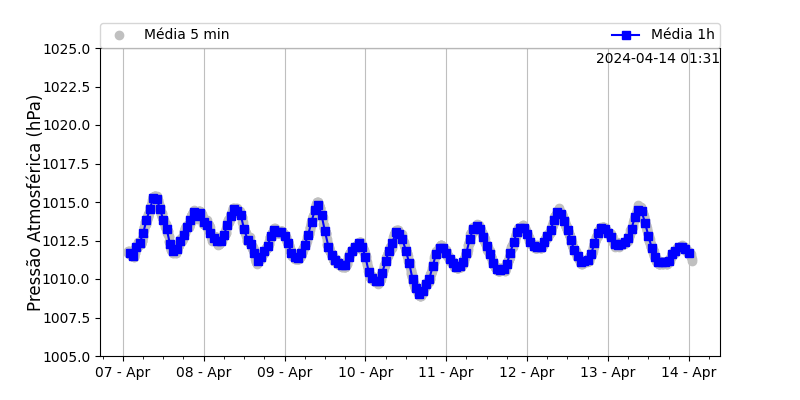 Média 5 min
Média 1h
2024-04-14 01:31
Pressão Atmosférica (hPa)
1025.0
1022.5
1020.0
1017.5
1015.0
1012.5
1010.0
1007.5
1005.0
07 - Apr
08 - Apr
09 - Apr
10 - Apr
11 - Apr
12 - Apr
13 - Apr
14 - Apr